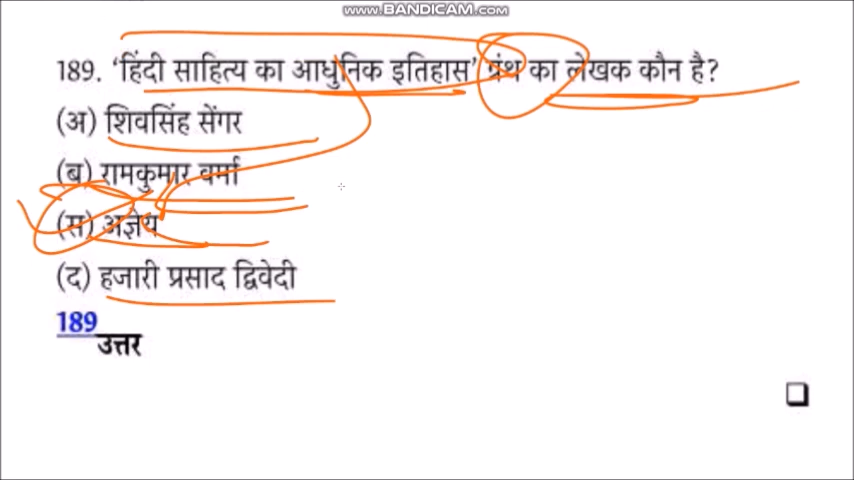 WWW.BANDICAM.COM
189. ‘हिंदी साहित्य का आधुनिक इतिहास’ ग्रंथ का लेखक कौन है?
(अ) शिवसिंह सेंगर
(ब) रामकुमार वर्मा
(स) अज्ञेय
(द) हजारी प्रसाद द्विवेदी
189
उत्तर